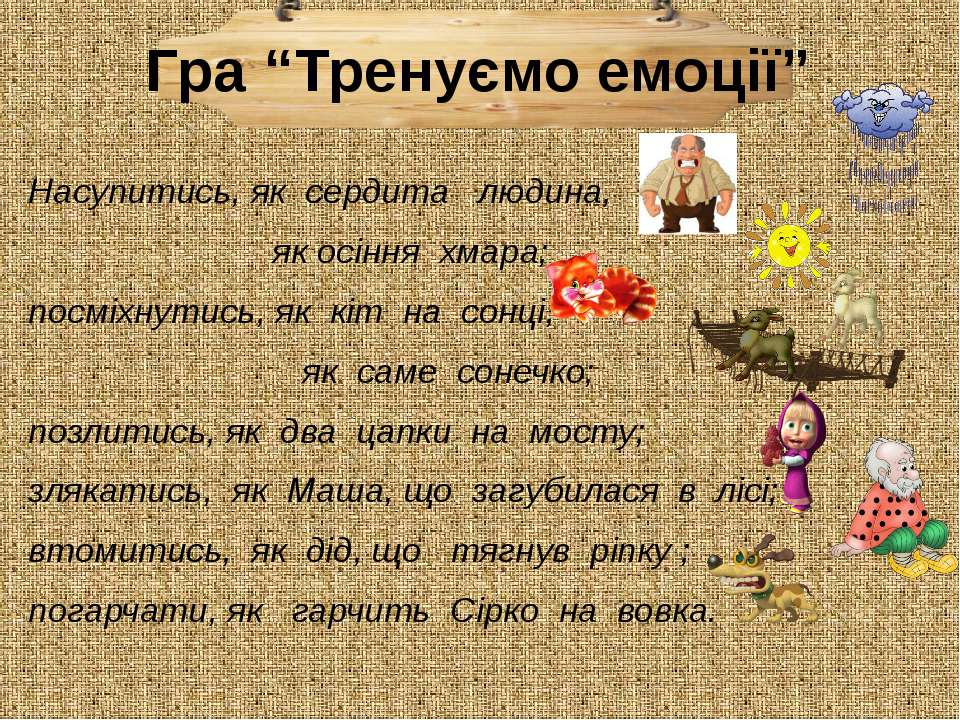 Гра “Тренуємо емоції”
Насупитись, як сердита людина,
як осіння хмара;
посміхнутись, як кіт на сонці,
як саме сонечко;
позлитись, як два цапки на мосту;
злякатись, як Маша, що загубилася в лісі;
втомитись, як дід, що тягнув ріпку ;
погарчати, як гарчить Сірко на вовка.